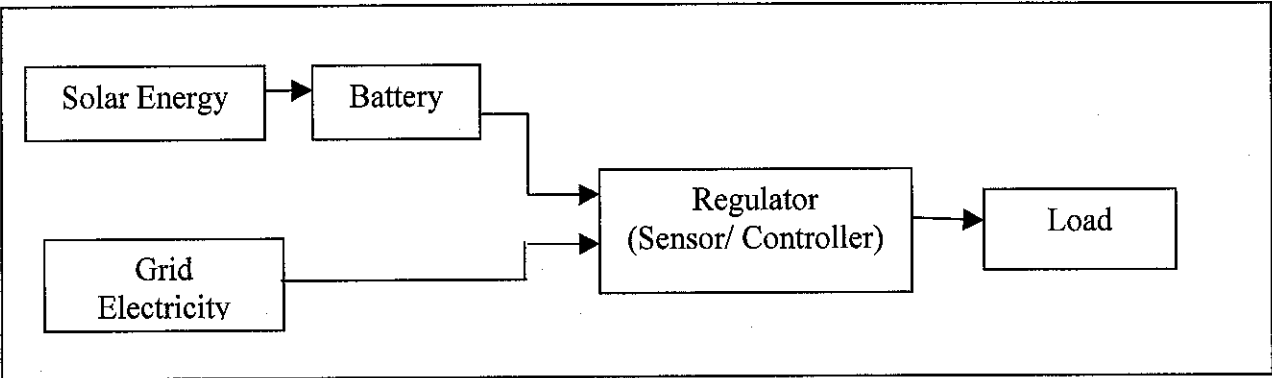 Solar Energy
Battery
Regulator
(Sensor/ Controller)
Load
Grid
Electricity